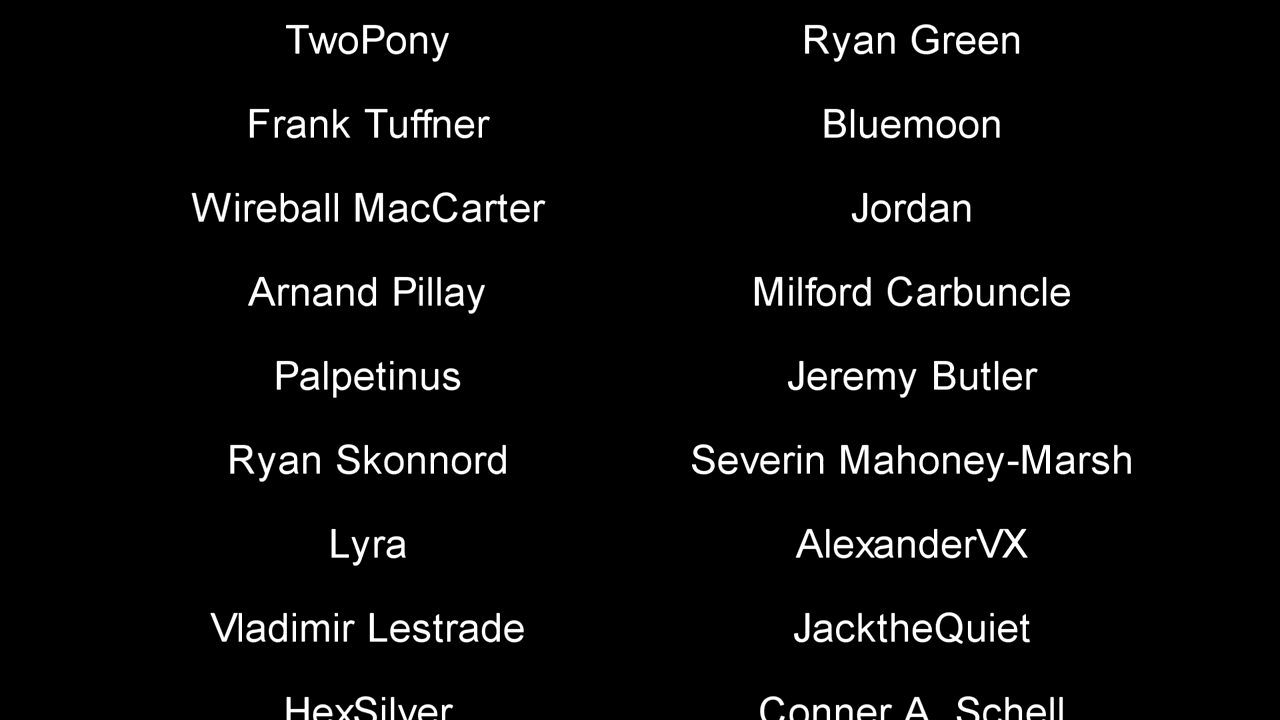 TwoPony Ryan Green
Frank Tuffner Bluemoon
Wireball MacCarter Jordan
Arnand Pillay Milford Carbuncle
Palpetinus Jeremy Butler
Ryan Skonnord Severin Mahoney-Marsh
Lyra AlexanderVX
Vladimir Lestrade JacktheQuiet
HexSilver Conner A. Schell